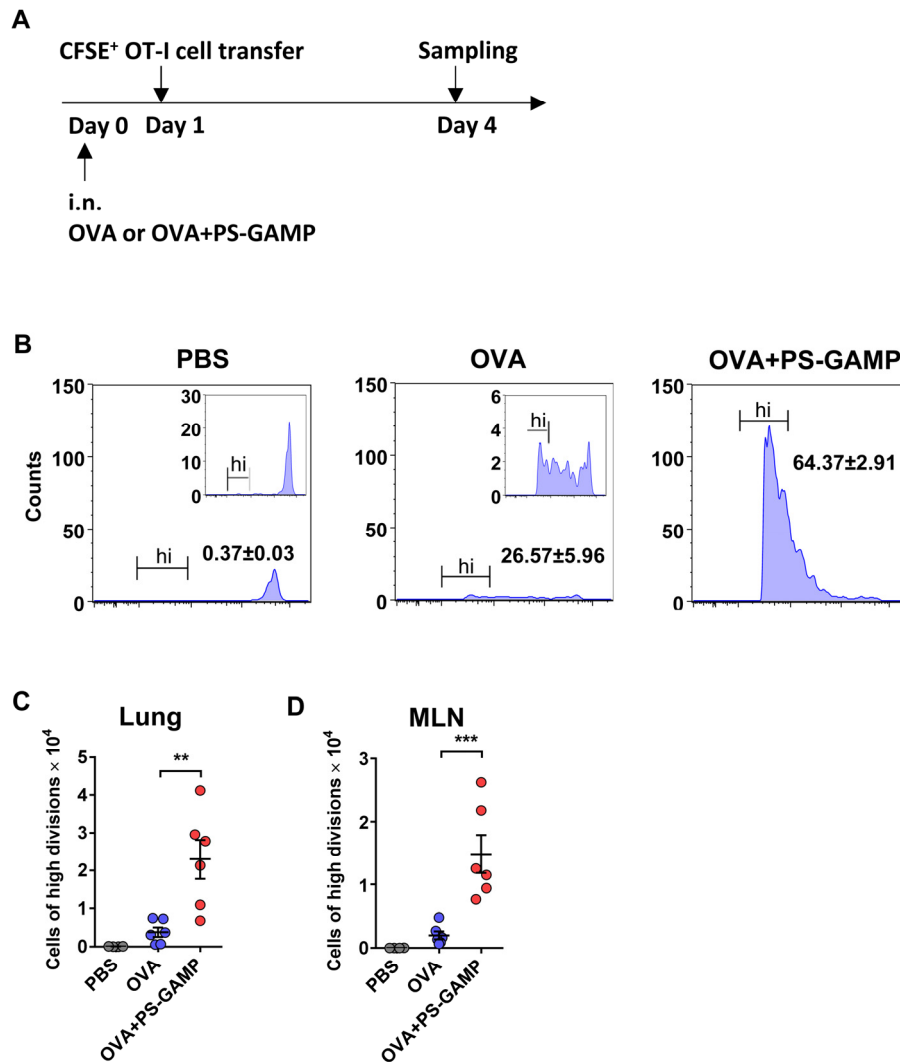 A
CFSE⁺ OT-I cell transfer
Sampling
Day 0
Day 1
Day 4
i.n.
OVA or OVA+PS-GAMP
B
PBS
OVA
OVA+PS-GAMP
Counts
150
100
50
0
30
20
10
0
hi
hi
0.37±0.03
150
100
50
0
6
4
2
0
hi
hi
26.57±5.96
150
100
50
0
hi
64.37±2.91
C
Lung
Cells of high divisions × 10⁴
5
4
3
2
1
0
**
PBS
OVA
OVA+PS-GAMP
D
MLN
Cells of high divisions × 10⁴
3
2
1
0
***
PBS
OVA
OVA+PS-GAMP